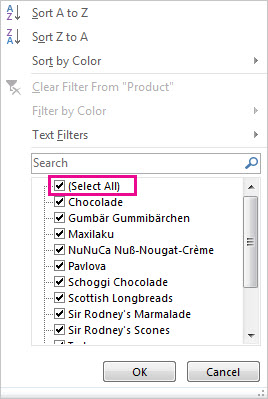 Sort A to Z
Sort Z to A
Sort by Color
Clear Filter From "Product"
Filter by Color
Text Filters
Search
(Select All)
Chocolade
Gumbär Gummibärchen
Maxilaku
NuNuCa Nuß-Nougat-Crème
Pavlova
Schoggi Chocolade
Scottish Longbreads
Sir Rodney's Marmalade
Sir Rodney's Scones
OK Cancel